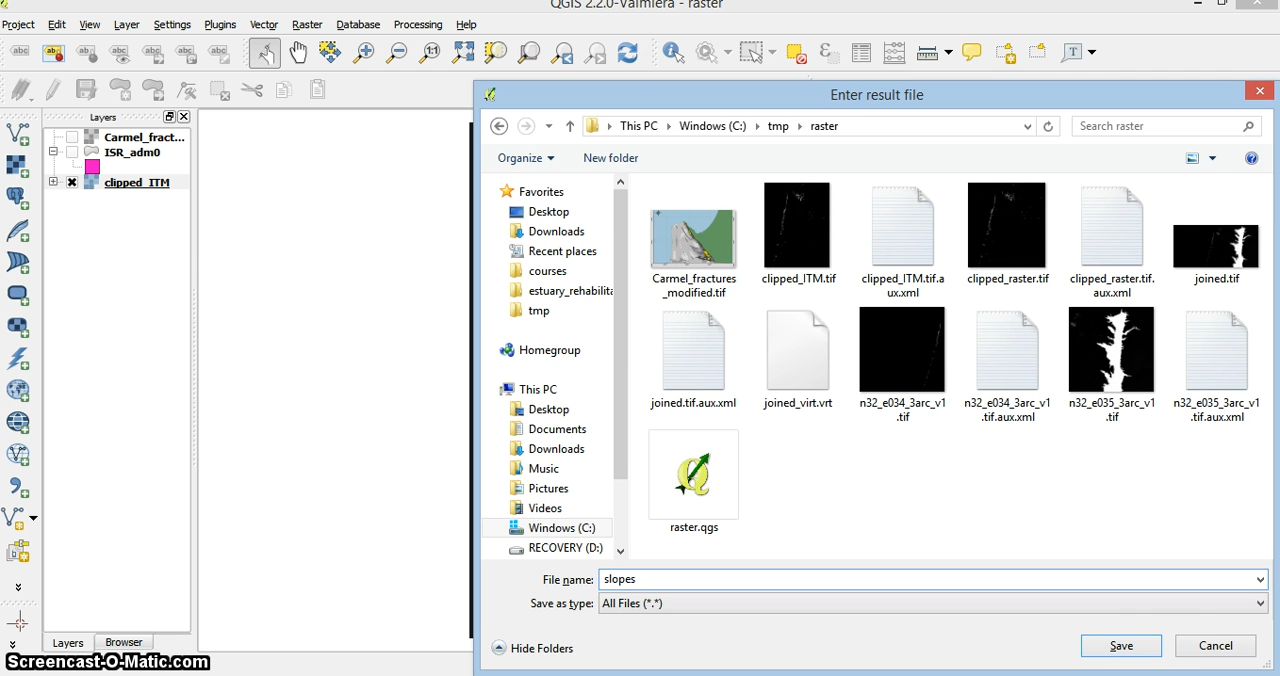 QGIS 2.2.0-Valmiera - raster
Project Edit View Layer Settings Plugins Vector Raster Database Processing Help
Enter result file
This PC Windows (C:) tmp raster
Search raster
Organize New folder
Layers
Carmel_fract...
ISR_adm0
clipped_ITM
Favorites
Desktop
Downloads
Recent places
courses
estuary_rehabilita
tmp
Homegroup
This PC
Desktop
Documents
Downloads
Music
Pictures
Videos
Windows (C:)
RECOVERY (D:)
Carmel_fractures
_modified.tif
clipped_ITM.tif
clipped_ITM.tif.a
ux.xml
clipped_raster.tif
clipped_raster.tif.
aux.xml
joined.tif
joined.tif.aux.xml
joined_virt.vrt
n32_e034_3arc_v1
.tif
n32_e034_3arc_v1
.tif.aux.xml
n32_e035_3arc_v1
.tif
n32_e035_3arc_v1
.tif.aux.xml
raster.qgs
File name: slopes
Save as type: All Files (*.*)
Hide Folders
Save
Cancel
Layers Browser
Screencast-O-Matic.com